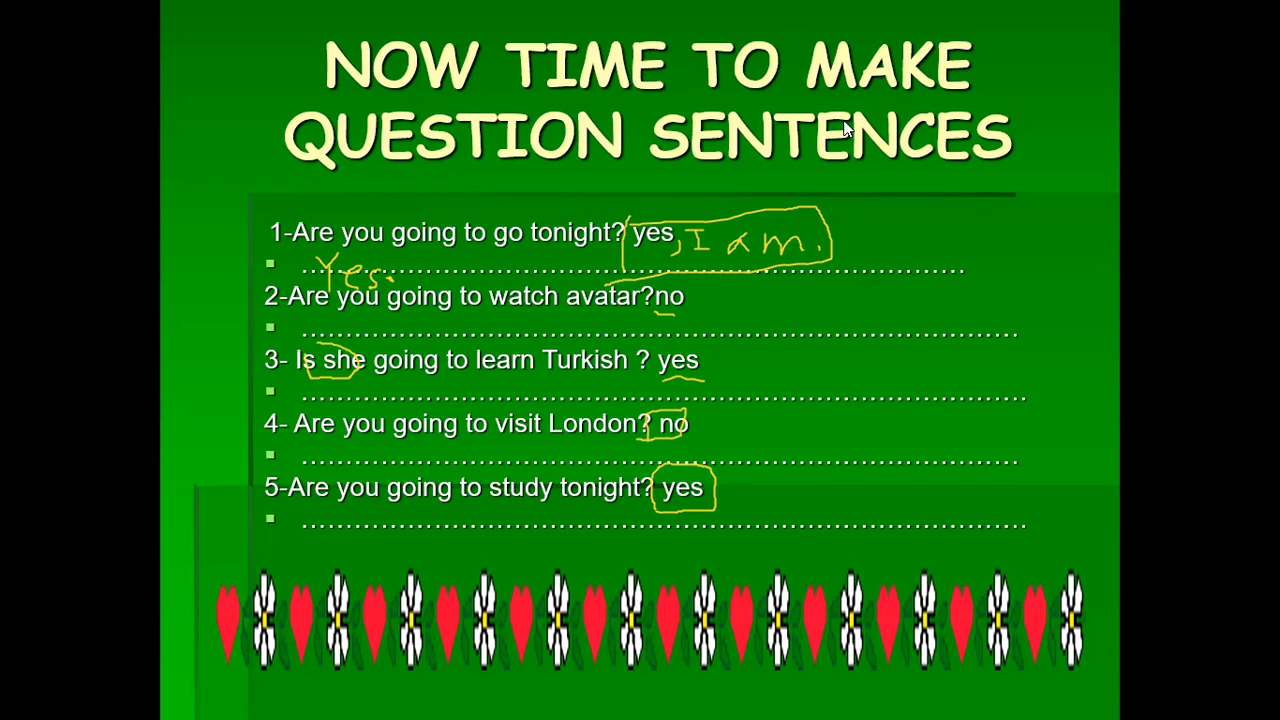 NOW TIME TO MAKE
QUESTION SENTENCES
1-Are you going to go tonight? yes, I am.
…………………………………………………………………………
Yes.
2-Are you going to watch avatar?no
………………………………………………………………………………
3- Is she going to learn Turkish ? yes
………………………………………………………………………………
4- Are you going to visit London? no
………………………………………………………………………………
5-Are you going to study tonight? yes
………………………………………………………………………………